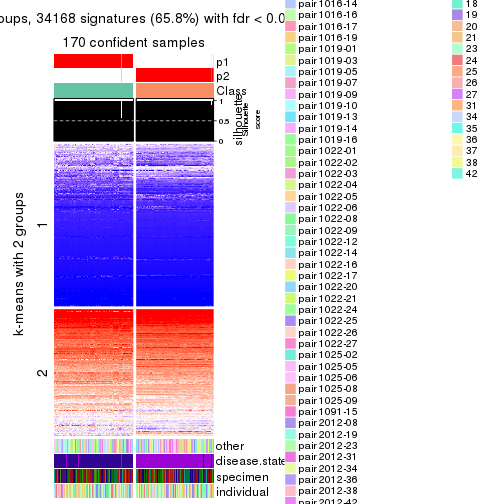 oups, 34168 signatures (65.8%) with fdr < 0.0
170 confident samples
p1
p2
Class
1
0.5
0
silhouette
Silhouette
score
k-means with 2 groups
1
2
other
disease.state
specimen
individual
pair1016-14
pair1016-16
pair1016-17
pair1016-19
pair1019-01
pair1019-03
pair1019-05
pair1019-07
pair1019-09
pair1019-10
pair1019-13
pair1019-14
pair1019-16
pair1022-01
pair1022-02
pair1022-03
pair1022-04
pair1022-05
pair1022-06
pair1022-08
pair1022-09
pair1022-12
pair1022-14
pair1022-16
pair1022-17
pair1022-20
pair1022-21
pair1022-24
pair1022-25
pair1022-26
pair1022-27
pair1025-02
pair1025-05
pair1025-06
pair1025-08
pair1025-09
pair1091-15
pair2012-08
pair2012-19
pair2012-23
pair2012-31
pair2012-34
pair2012-36
pair2012-38
pair2012-42
18
19
20
21
23
24
25
26
27
31
34
35
36
37
38
42